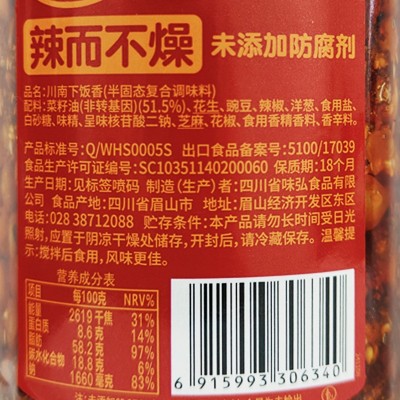 辣而不燥 未添加防腐剂
品名:川南下饭香(半固态复合调味料)
配料:菜籽油(非转基因)(51.5%)、花生、豌豆、辣椒、洋葱、食用盐、
白砂糖、味精、呈味核苷酸二钠、芝麻、花椒、食用香精香料、香辛料。
产品标准号:Q/WHS0005S 出口食品备案号:5100/17039
食品生产许可证编号:SC10351140200060 保质期:18个月
生产日期:见标签喷码 制造(生产)者:四川省味弘食品有
限公司 食品产地:四川省眉山市 地址:眉山经济开发区东区
电话:028 38712088 贮存条件:本产品请勿长时间受日光
照射,应置于阴凉干燥处储存,开封后,请冷藏保存。温馨提
示:搅拌后食用,风味更佳。
营养成分表
项目 每100克 NRV%
能量 2619 千焦 31%
蛋白质 8.6 克 14%
脂肪 58.2 克 97%
碳水化合物 18.8 克 6%
钠 1660 毫克 83%
6 915993 306340